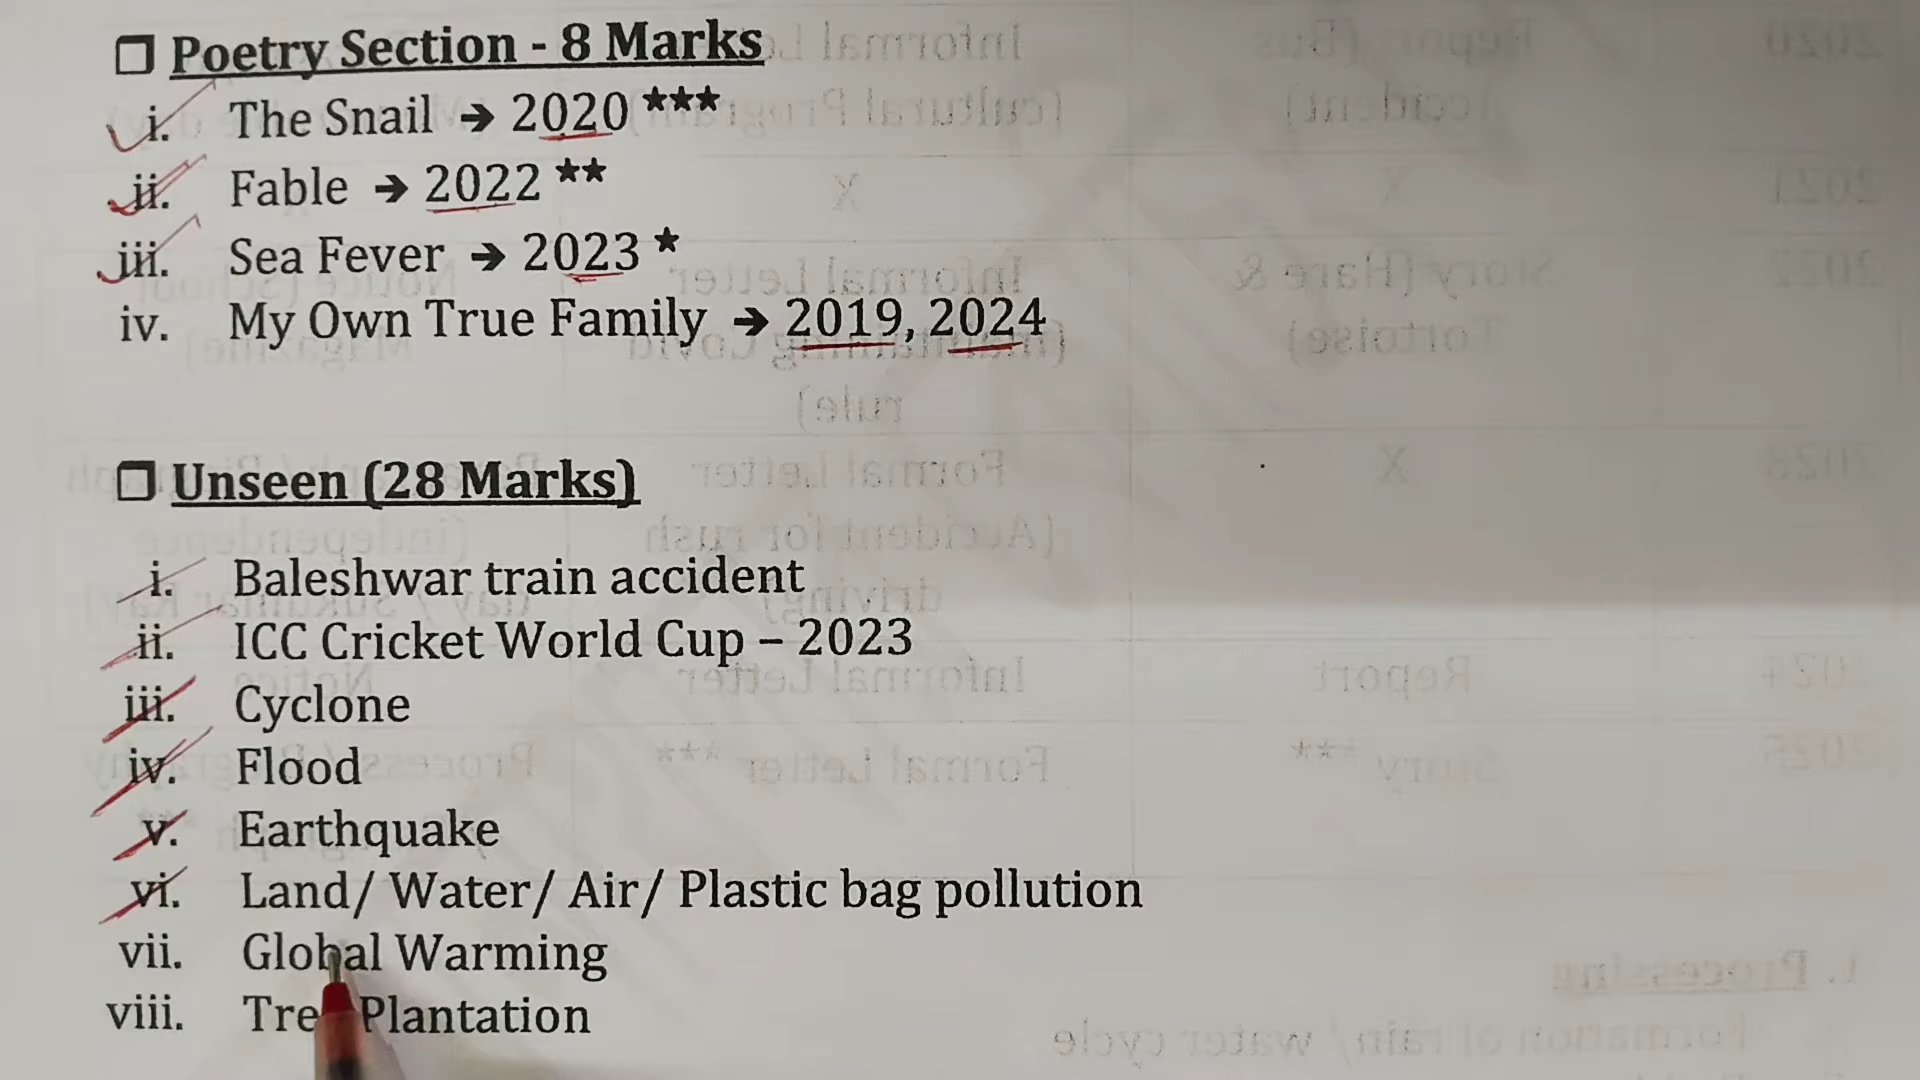 ❐ Poetry Section - 8 Marks
i. The Snail ➔ 2020 ★★★
ii. Fable ➔ 2022 ★★
iii. Sea Fever ➔ 2023 ★
iv. My Own True Family ➔ 2019, 2024
❐ Unseen (28 Marks)
i. Baleshwar train accident
ii. ICC Cricket World Cup – 2023
iii. Cyclone
iv. Flood
v. Earthquake
vi. Land/ Water/ Air/ Plastic bag pollution
vii. Global Warming
viii. Tree Plantation